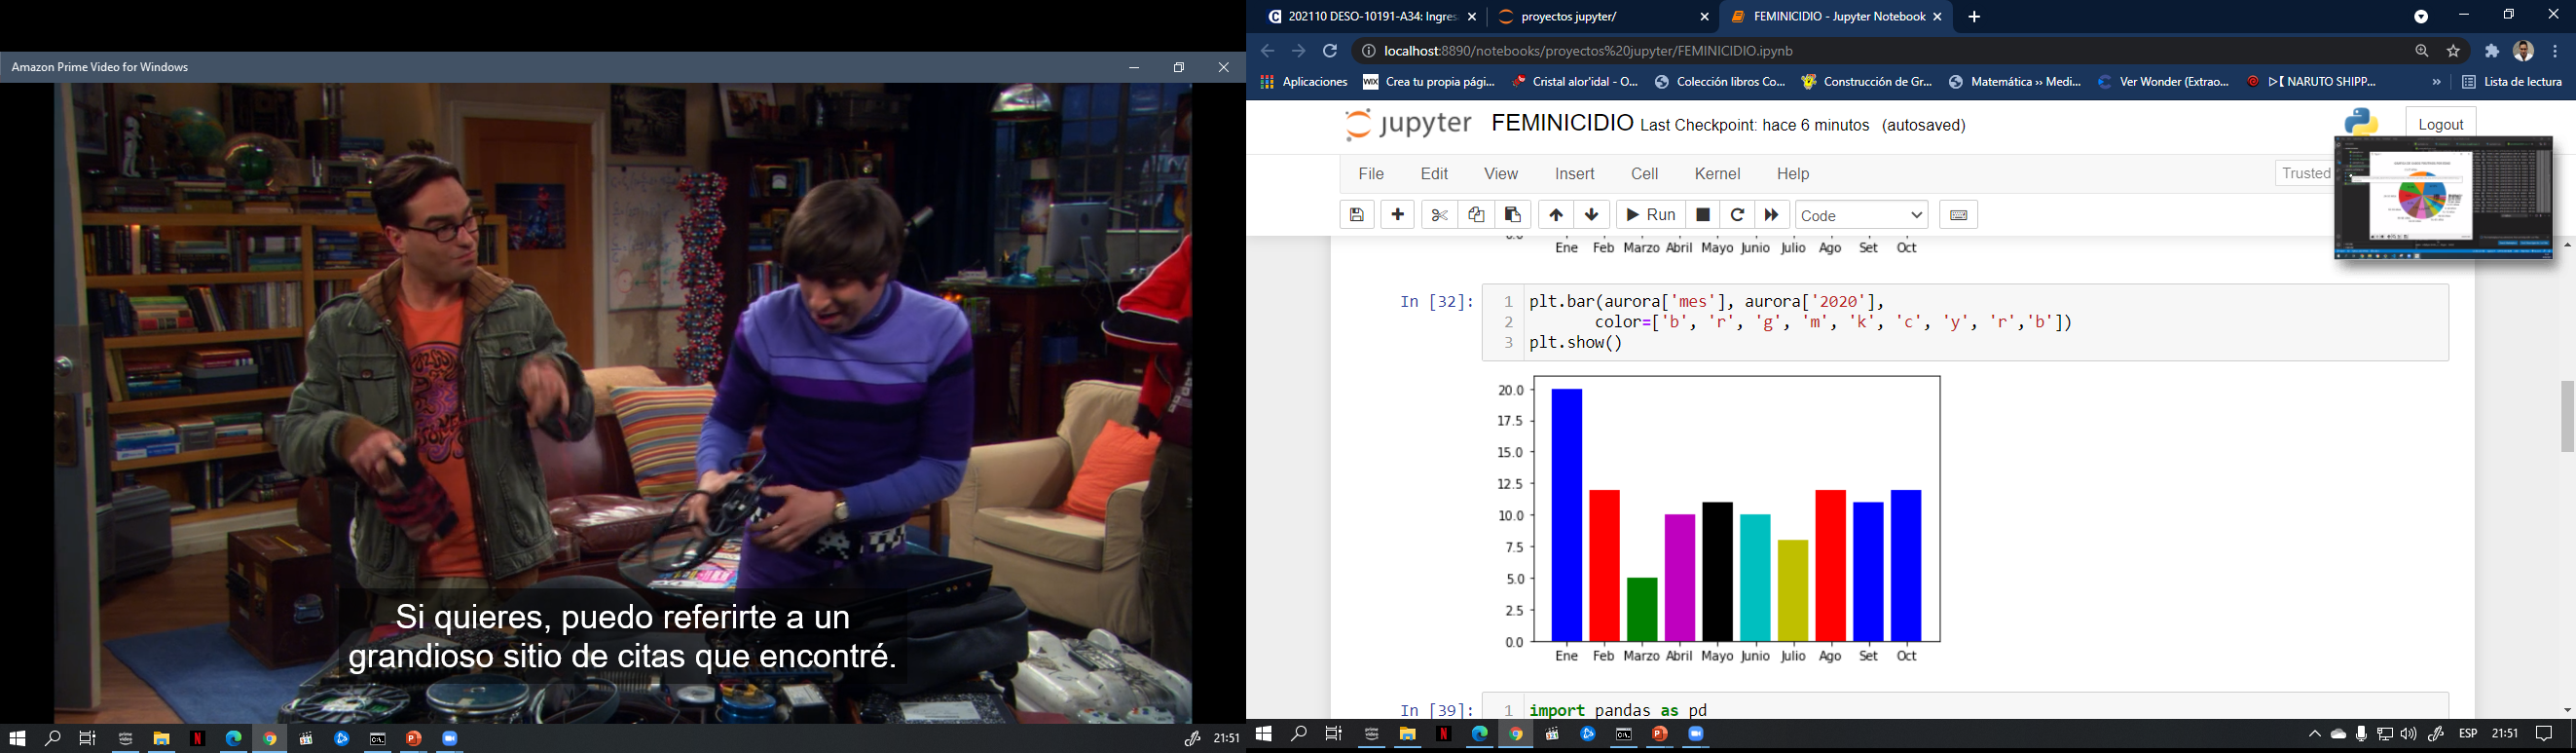 Amazon Prime Video for Windows
Si quieres, puedo referirte a un
grandioso sitio de citas que encontré.
21:51
202110 DESO-10191-A34: Ingres
proyectos jupyter/
FEMINICIDIO - Jupyter Notebook
localhost:8890/notebooks/proyectos%20jupyter/FEMINICIDIO.ipynb
Aplicaciones
WIX Crea tu propia pági...
Cristal alor'idal - O...
Colección libros Co...
Construcción de Gr...
Matemática ›› Medi...
Ver Wonder (Extrao...
NARUTO SHIPP...
»
Lista de lectura
jupyter FEMINICIDIO Last Checkpoint: hace 6 minutos (autosaved)
Logout
File Edit View Insert Cell Kernel Help
Trusted
Run
Code
0.0
Ene Feb Marzo Abril Mayo Junio Julio Ago Set Oct
In [32]:
1 plt.bar(aurora['mes'], aurora['2020'],
2 color=['b', 'r', 'g', 'm', 'k', 'c', 'y', 'r','b'])
3 plt.show()
20.0
17.5
15.0
12.5
10.0
7.5
5.0
2.5
0.0
Ene Feb Marzo Abril Mayo Junio Julio Ago Set Oct
In [39]:
1 import pandas as pd
ESP 21:51